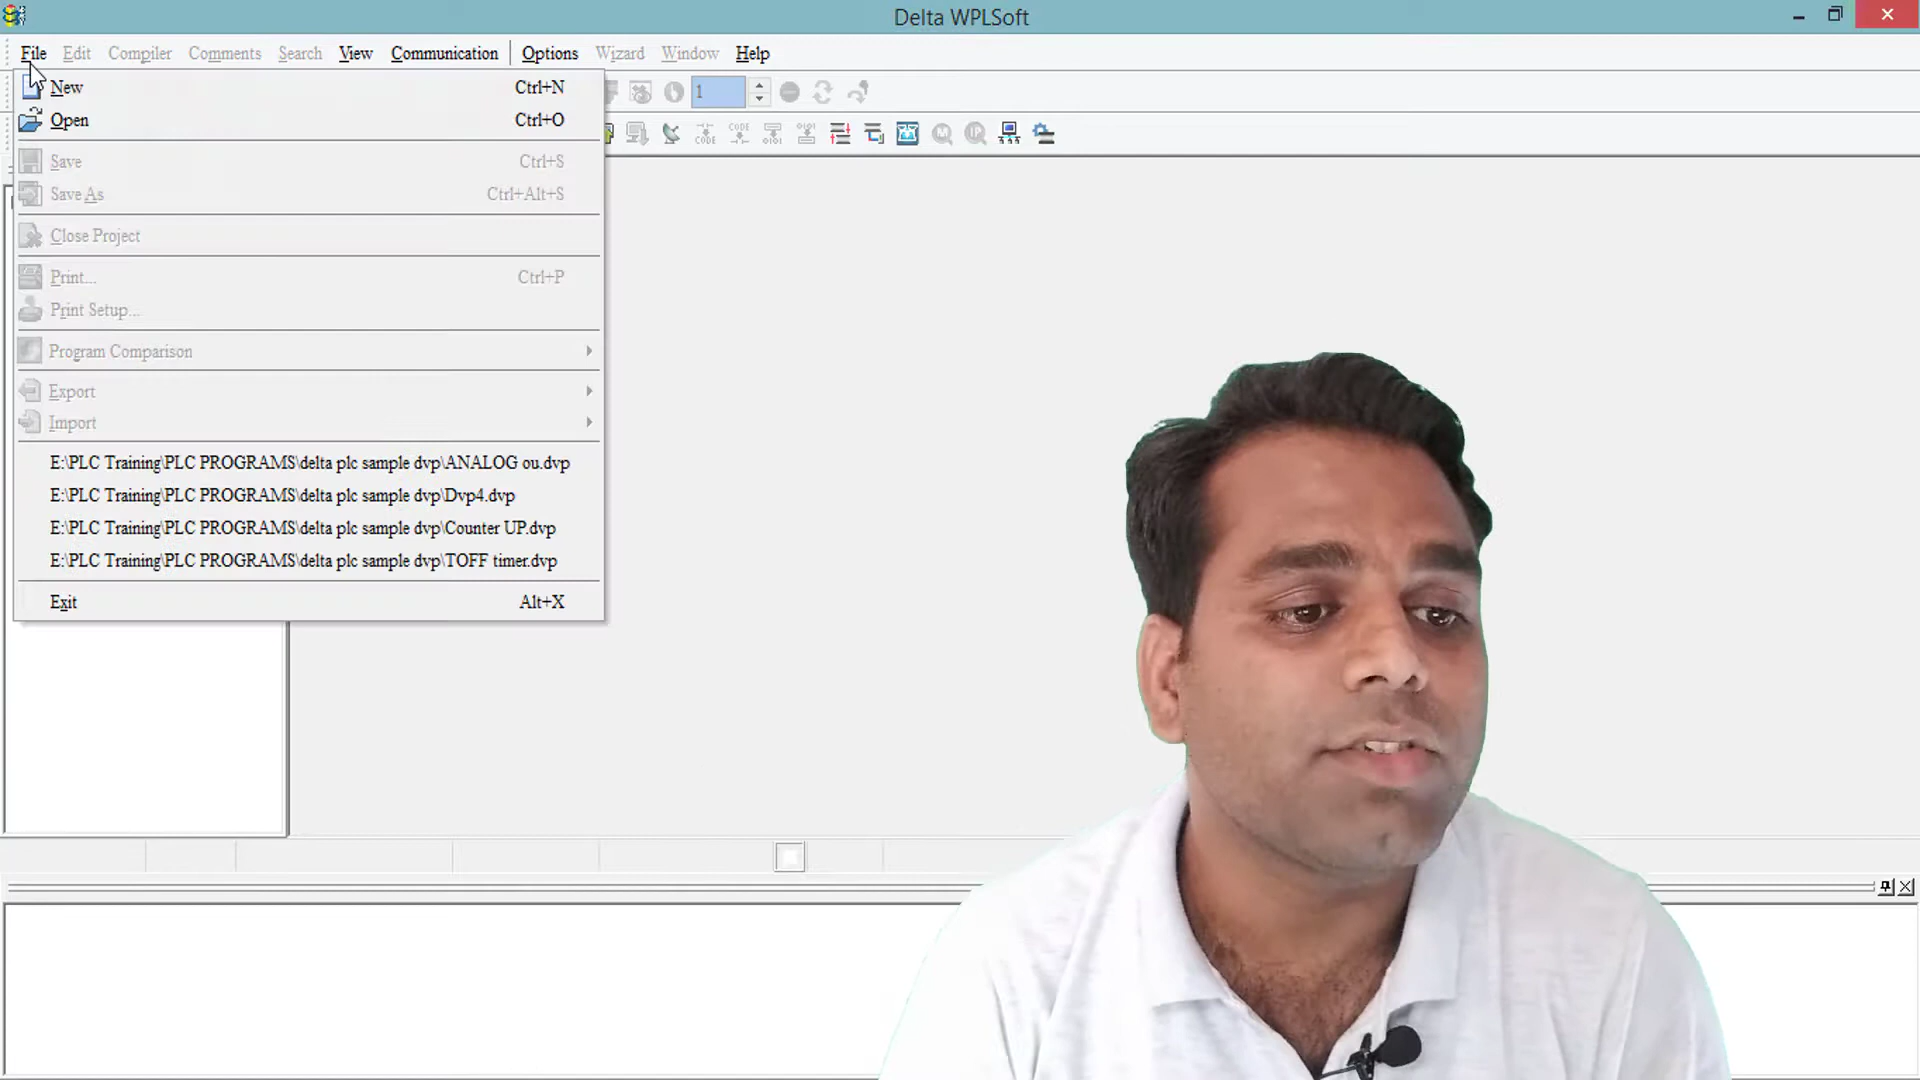 Delta WPLSoft
File Edit Compiler Comments Search View Communication Options Wizard Window Help
1
New Ctrl+N
Open Ctrl+O
CODE CODE
Save Ctrl+S
Save As Ctrl+Alt+S
Close Project
Print... Ctrl+P
Print Setup...
Program Comparison
Export
Import
E:\PLC Training\PLC PROGRAMS\delta plc sample dvp\ANALOG ou.dvp
E:\PLC Training\PLC PROGRAMS\delta plc sample dvp\Dvp4.dvp
E:\PLC Training\PLC PROGRAMS\delta plc sample dvp\Counter UP.dvp
E:\PLC Training\PLC PROGRAMS\delta plc sample dvp\TOFF timer.dvp
Exit Alt+X